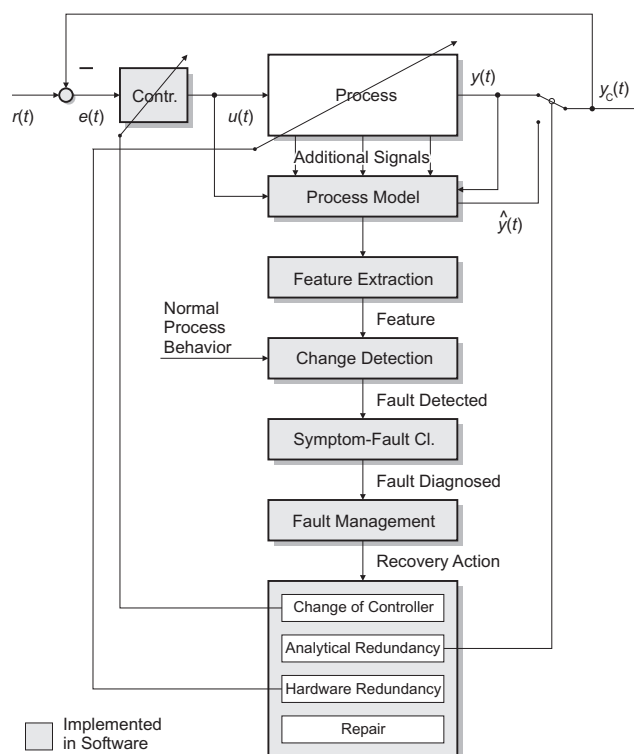 −
Contr.
Process
y(t)
y_C(t)
r(t)
e(t)
u(t)
Additional Signals
Process Model
ŷ(t)
Feature Extraction
Normal
Process
Behavior
Feature
Change Detection
Fault Detected
Symptom-Fault Cl.
Fault Diagnosed
Fault Management
Recovery Action
Change of Controller
Analytical Redundancy
Hardware Redundancy
Repair
Implemented
in Software